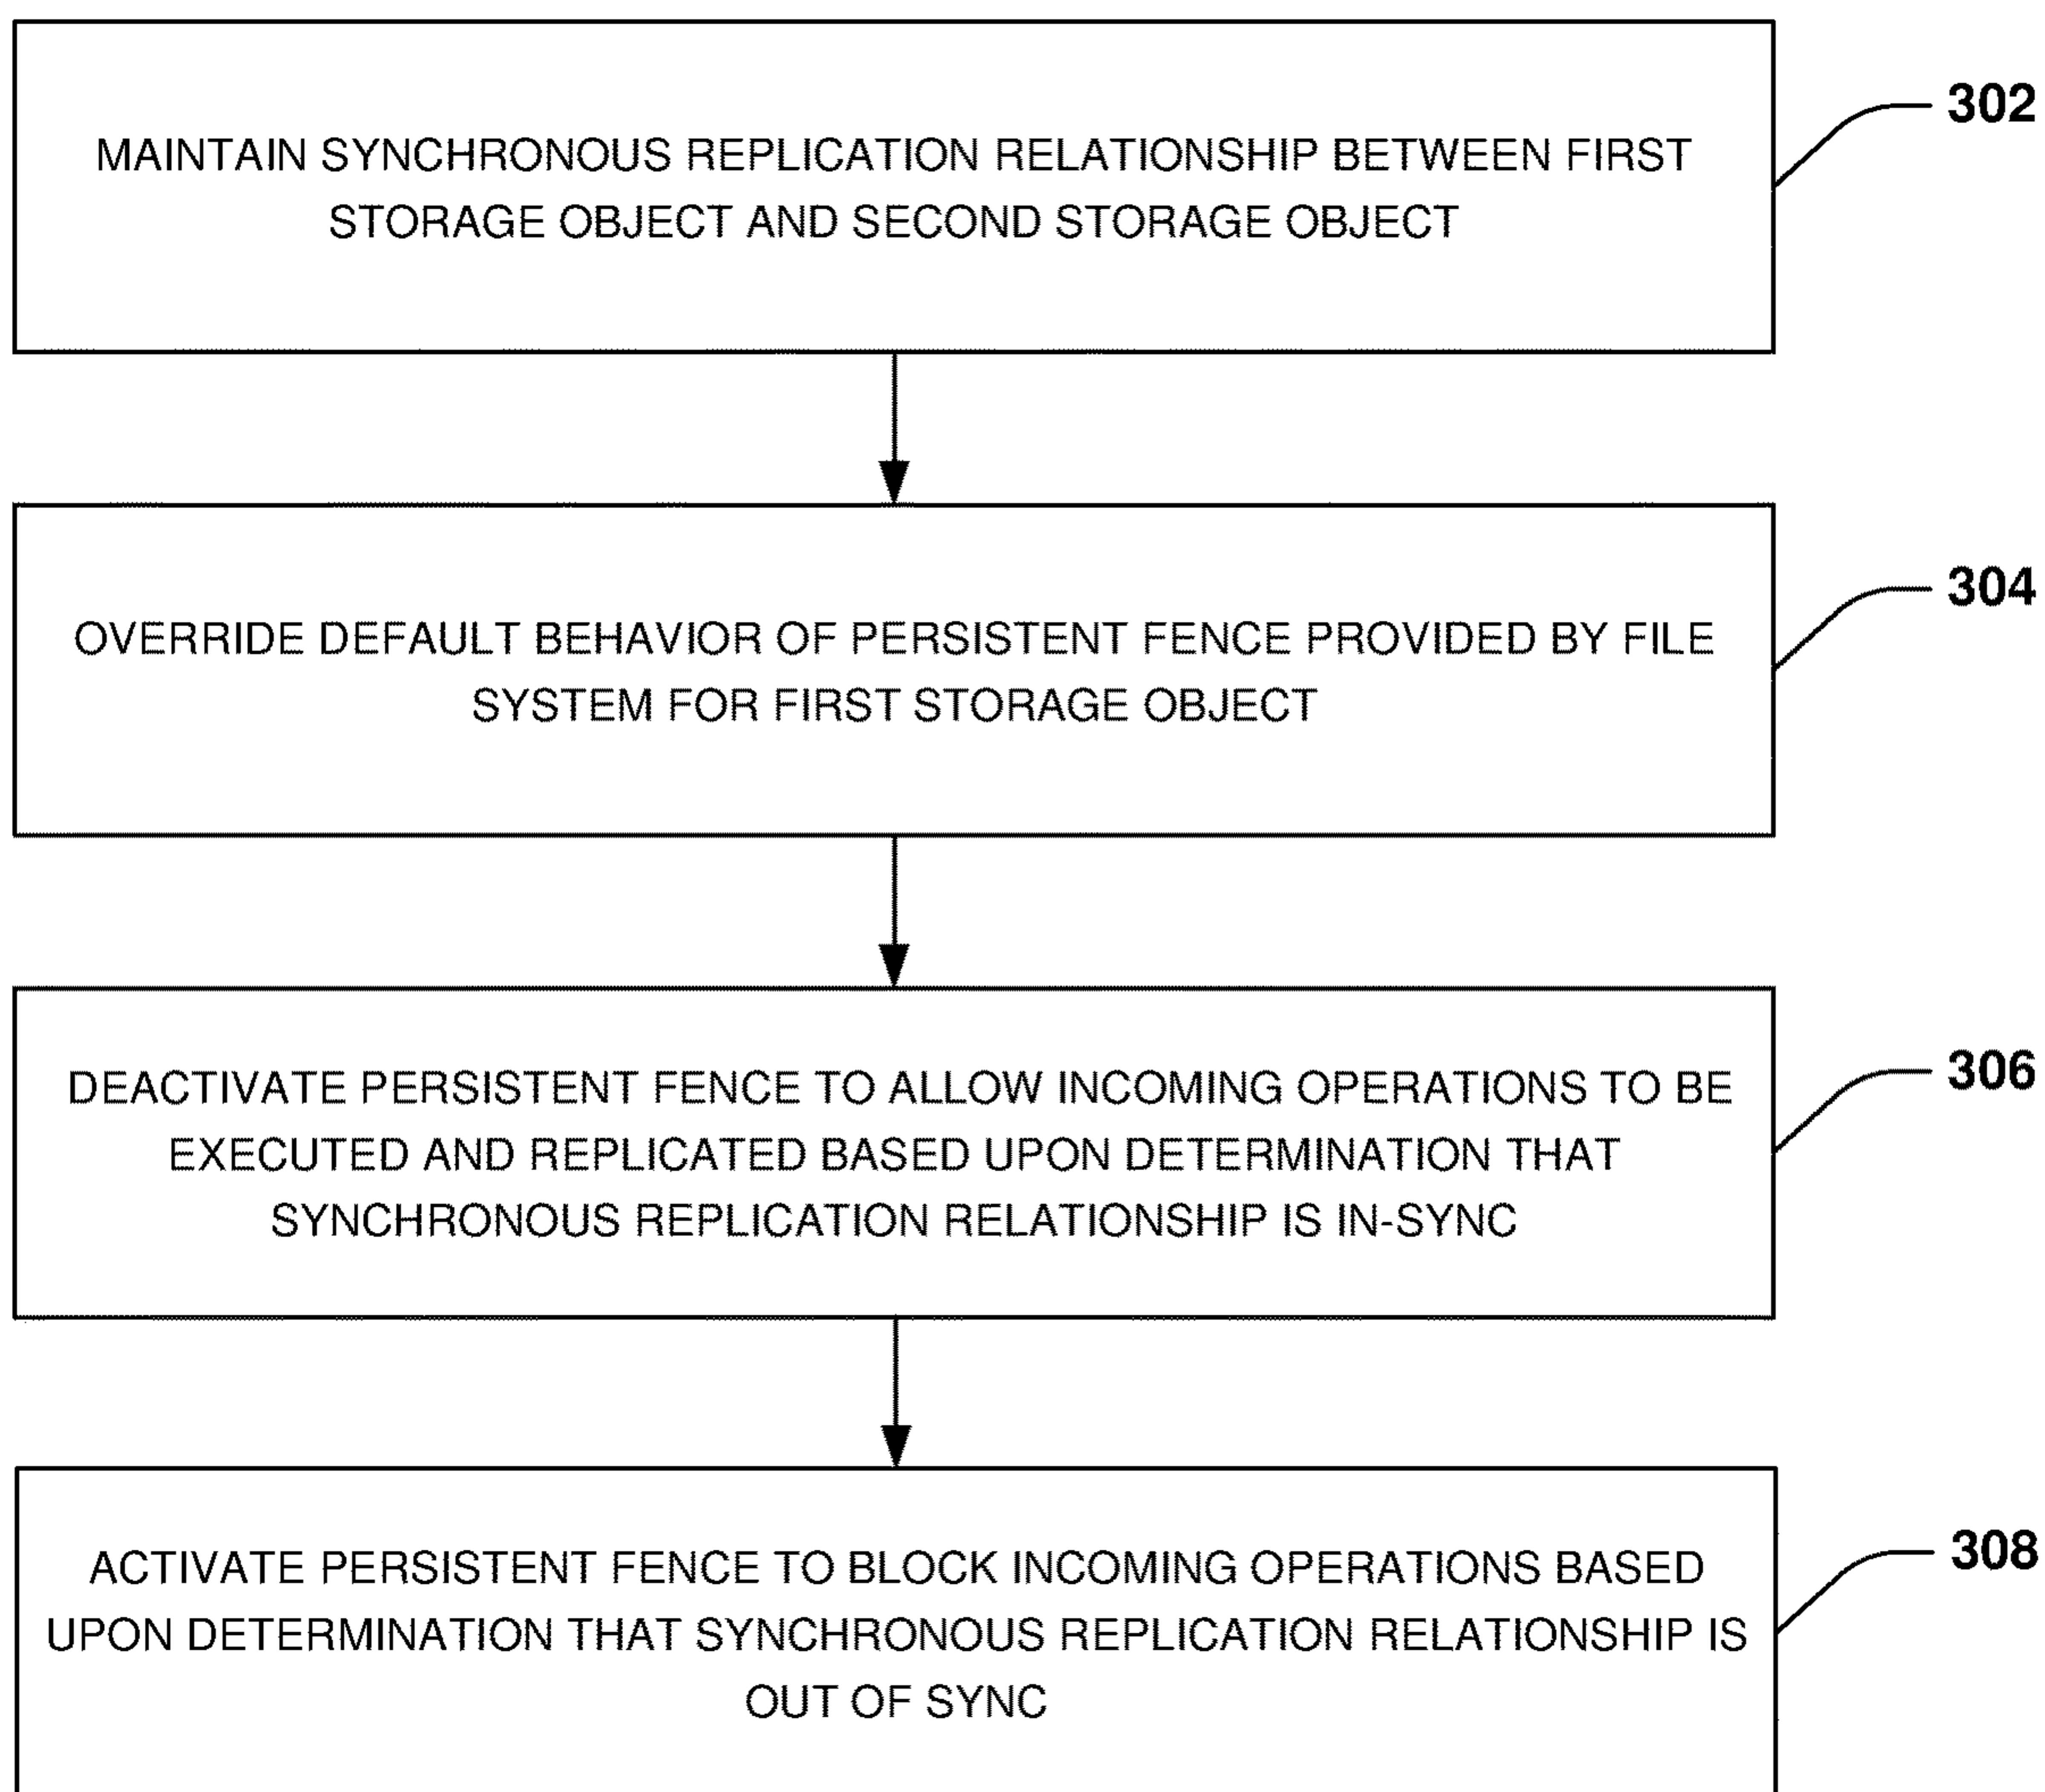 MAINTAIN SYNCHRONOUS REPLICATION RELATIONSHIP BETWEEN FIRST
STORAGE OBJECT AND SECOND STORAGE OBJECT
302
OVERRIDE DEFAULT BEHAVIOR OF PERSISTENT FENCE PROVIDED BY FILE
SYSTEM FOR FIRST STORAGE OBJECT
304
DEACTIVATE PERSISTENT FENCE TO ALLOW INCOMING OPERATIONS TO BE
EXECUTED AND REPLICATED BASED UPON DETERMINATION THAT
SYNCHRONOUS REPLICATION RELATIONSHIP IS IN-SYNC
306
ACTIVATE PERSISTENT FENCE TO BLOCK INCOMING OPERATIONS BASED
UPON DETERMINATION THAT SYNCHRONOUS REPLICATION RELATIONSHIP IS
OUT OF SYNC
308